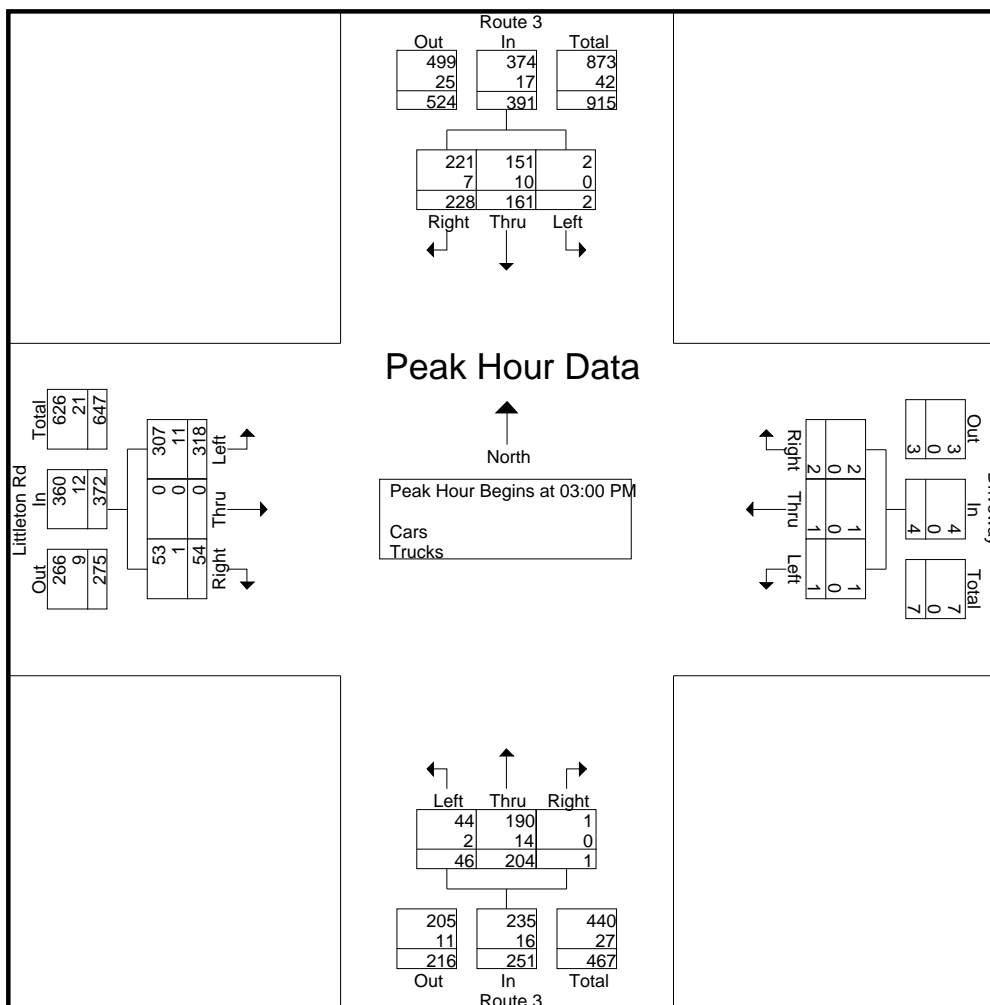 Route 3
Out In Total
499 374 873
25 17 42
524 391 915
221 151 2
7 10 0
228 161 2
Right Thru Left
Peak Hour Data
North
Peak Hour Begins at 03:00 PM
Cars
Trucks
Littleton Rd
Total In Out
626 360 266
21 12 9
647 372 275
307 0 53
11 0 1
318 0 54
Left Thru Right
Right Thru Left
2 1 1
0 0 0
2 1 1
Out In Total
3 4 7
0 0 0
3 4 7
Left Thru Right
44 190 1
2 14 0
46 204 1
205 235 440
11 16 27
216 251 467
Out In Total
Route 3